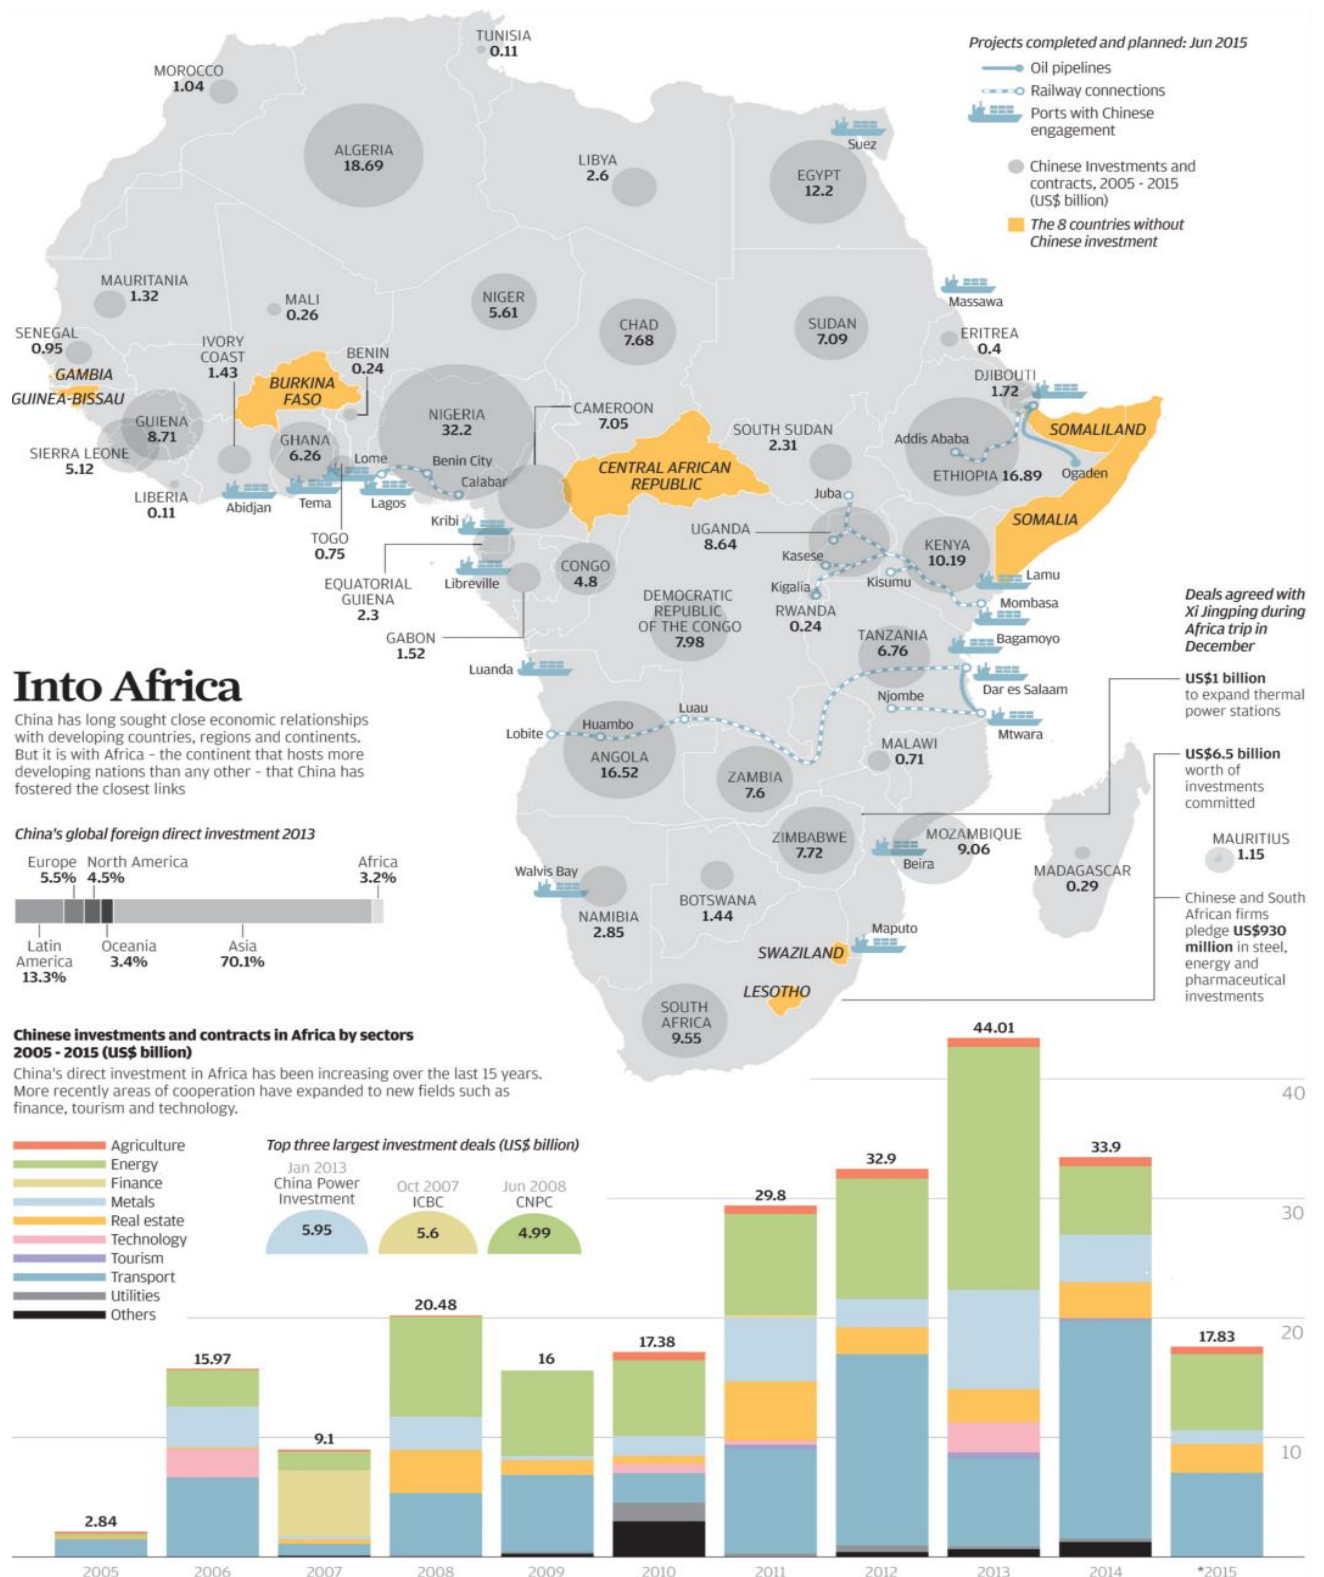 TUNISIA
0.11
MOROCCO
1.04
ALGERIA
18.69
LIBYA
2.6
EGYPT
12.2
Suez
Projects completed and planned: Jun 2015
Oil pipelines
Railway connections
Ports with Chinese
engagement
Chinese Investments and
contracts, 2005 - 2015
(US$ billion)
The 8 countries without
Chinese investment
MAURITANIA
1.32
MALI
0.26
NIGER
5.61
CHAD
7.68
SUDAN
7.09
Massawa
ERITREA
0.4
SENEGAL
0.95
IVORY
COAST
1.43
BENIN
0.24
DJIBOUTI
1.72
GAMBIA
GUINEA-BISSAU
BURKINA
FASO
GUIENA
8.71
SIERRA LEONE
5.12
GHANA
6.26
NIGERIA
32.2
CAMEROON
7.05
SOUTH SUDAN
2.31
Addis Ababa
ETHIOPIA 16.89
SOMALILAND
Ogaden
SOMALIA
CENTRAL AFRICAN
REPUBLIC
LIBERIA
0.11
Abidjan
Tema
Lome
Lagos
Benin City
Calabar
Kribi
TOGO
0.75
Libreville
EQUATORIAL
GUIENA
2.3
GABON
1.52
CONGO
4.8
DEMOCRATIC
REPUBLIC
OF THE CONGO
7.98
Juba
UGANDA
8.64
Kasese
Kigalia
RWANDA
0.24
Kisumu
KENYA
10.19
Lamu
Mombasa
TANZANIA
6.76
Bagamoyo
Dar es Salaam
Njombe
Mtwara
Luanda
Lobite
Huambo
Luau
ANGOLA
16.52
ZAMBIA
7.6
MALAWI
0.71
ZIMBABWE
7.72
MOZAMBIQUE
9.06
Beira
MADAGASCAR
0.29
MAURITIUS
1.15
Walvis Bay
NAMIBIA
2.85
BOTSWANA
1.44
Maputo
SWAZILAND
LESOTHO
SOUTH
AFRICA
9.55
Deals agreed with
Xi Jingping during
Africa trip in
December
US$1 billion
to expand thermal
power stations
US$6.5 billion
worth of
investments
committed
Chinese and South
African firms
pledge US$930
million in steel,
energy and
pharmaceutical
investments
Into Africa
China has long sought close economic relationships
with developing countries, regions and continents.
But it is with Africa – the continent that hosts more
developing nations than any other – that China has
fostered the closest links
China's global foreign direct investment 2013
Europe
5.5%
North America
4.5%
Africa
3.2%
Latin
America
13.3%
Oceania
3.4%
Asia
70.1%
Chinese investments and contracts in Africa by sectors
2005 - 2015 (US$ billion)
China's direct investment in Africa has been increasing over the last 15 years.
More recently areas of cooperation have expanded to new fields such as
finance, tourism and technology.
Agriculture
Energy
Finance
Metals
Real estate
Technology
Tourism
Transport
Utilities
Others
Top three largest investment deals (US$ billion)
Jan 2013
China Power
Investment
5.95
Oct 2007
ICBC
5.6
Jun 2008
CNPC
4.99
2.84
15.97
9.1
20.48
16
17.38
29.8
32.9
44.01
33.9
17.83
40
30
20
10
2005
2006
2007
2008
2009
2010
2011
2012
2013
2014
*2015